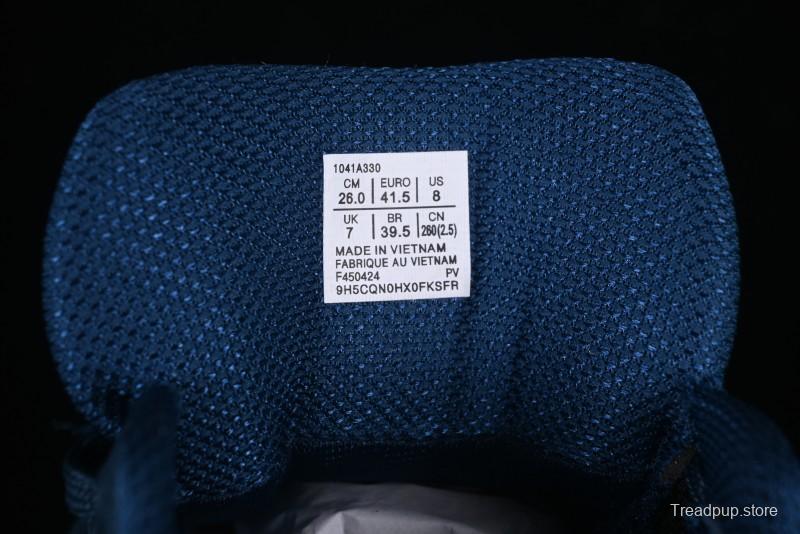 1041A330
CM EURO US
26.0 41.5 8
UK BR CN
7 39.5 260(2.5)
MADE IN VIETNAM
FABRIQUE AU VIETNAM
F450424 PV
9H5CQN0HX0FKSFR
Treadpup.store